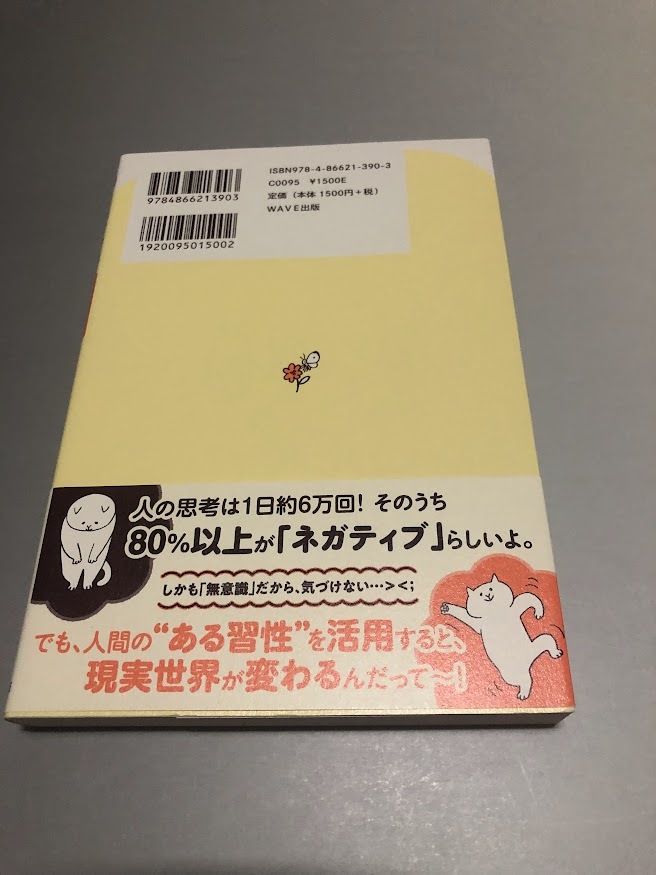 ISBN978-4-86621-390-3
C0095 ¥1500E
定価（本体1500円+税）
WAVE出版
9784866213903
1920095015002
人の思考は1日約6万回！そのうち
80%以上が「ネガティブ」らしいよ。
しかも「無意識」だから、気づけない…><;
でも、人間の“ある習性”を活用すると、
現実世界が変わるんだって〜！